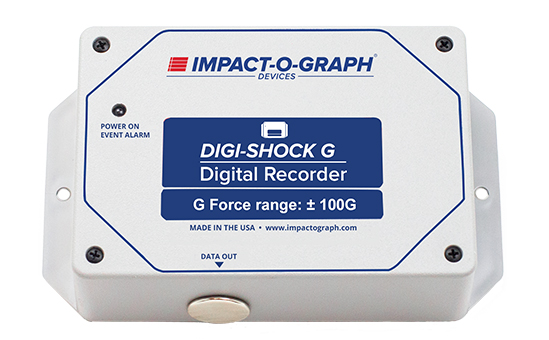 IMPACT-O-GRAPH®
DEVICES
POWER ON
EVENT ALARM
DIGI-SHOCK G
Digital Recorder
G Force range: ± 100G
MADE IN THE USA • www.impactograph.com
DATA OUT